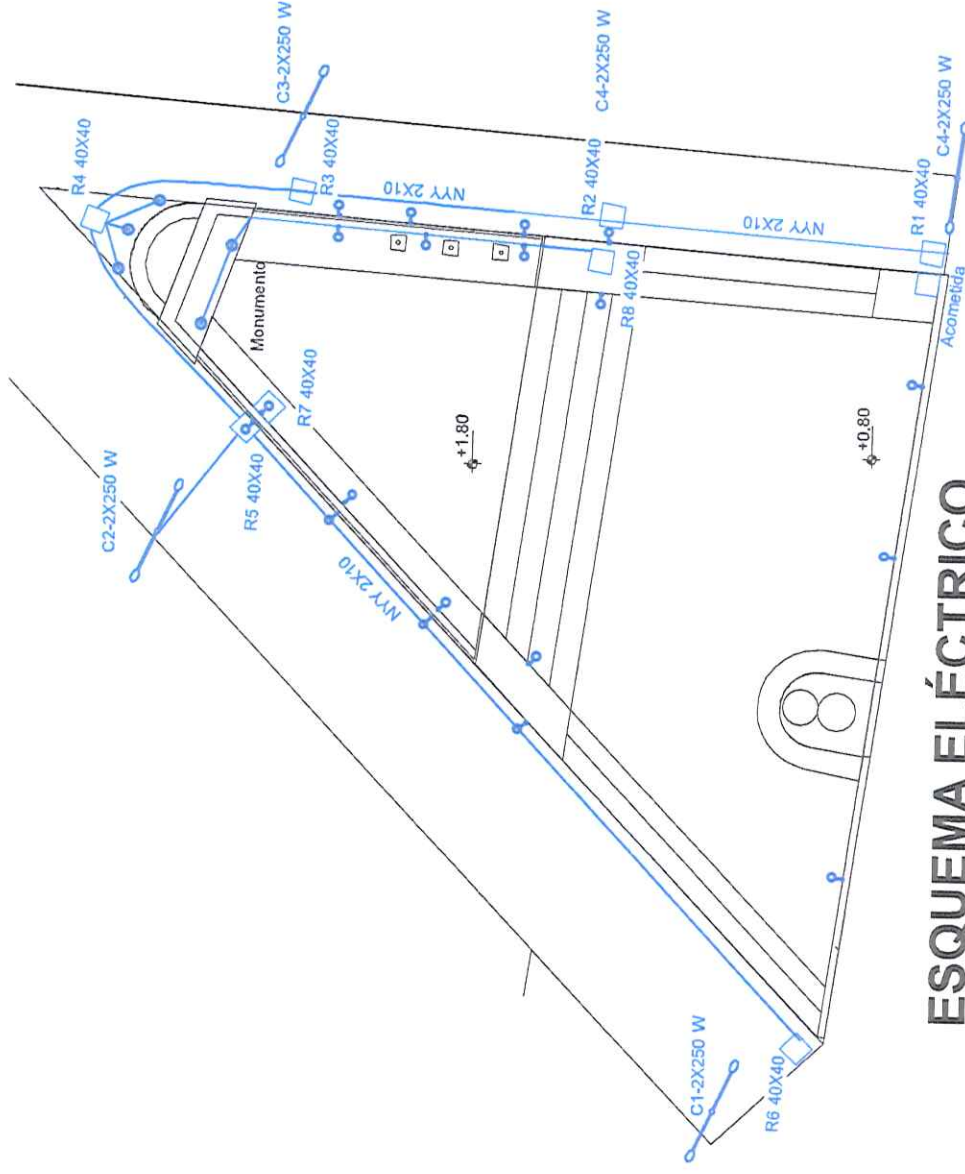 C3-2X250 W
R4 40X40
R3 40X40
NYY 2X10
C4-2X250 W
R2 40X40
NYY 2X10
C4-2X250 W
R1 40X40
Acometida
R8 40X40
Monumento
R7 40X40
C2-2X250 W
R5 40X40
NYY 2X10
+1.80
+0.80
C1-2X250 W
R6 40X40
ESQUEMA ELÉCTRICO